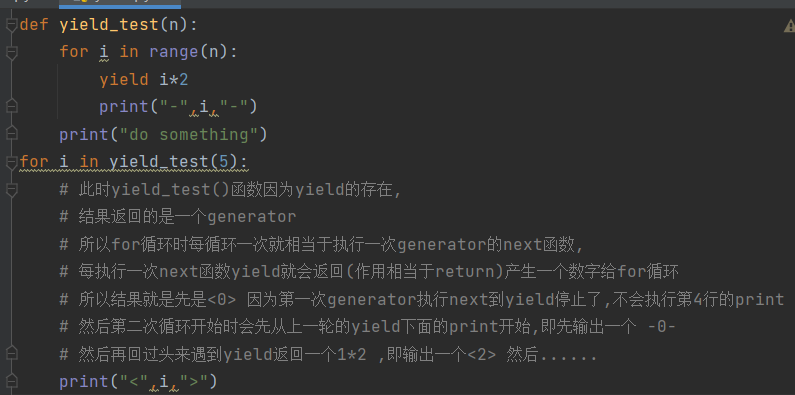 def yield_test(n):
    for i in range(n):
        yield i*2
        print("-",i,"-")
    print("do something")
for i in yield_test(5):
    # 此时yield_test()函数因为yield的存在,
    # 结果返回的是一个generator
    # 所以for循环时每循环一次就相当于执行一次generator的next函数,
    # 每执行一次next函数yield就会返回(作用相当于return)产生一个数字给for循环
    # 所以结果就是先是<0> 因为第一次generator执行next到yield停止了,不会执行第4行的print
    # 然后第二次循环开始时会先从上一轮的yield下面的print开始,即先输出一个 -0-
    # 然后再回过头来遇到yield返回一个1*2 ,即输出一个<2> 然后......
    print("<",i,">")